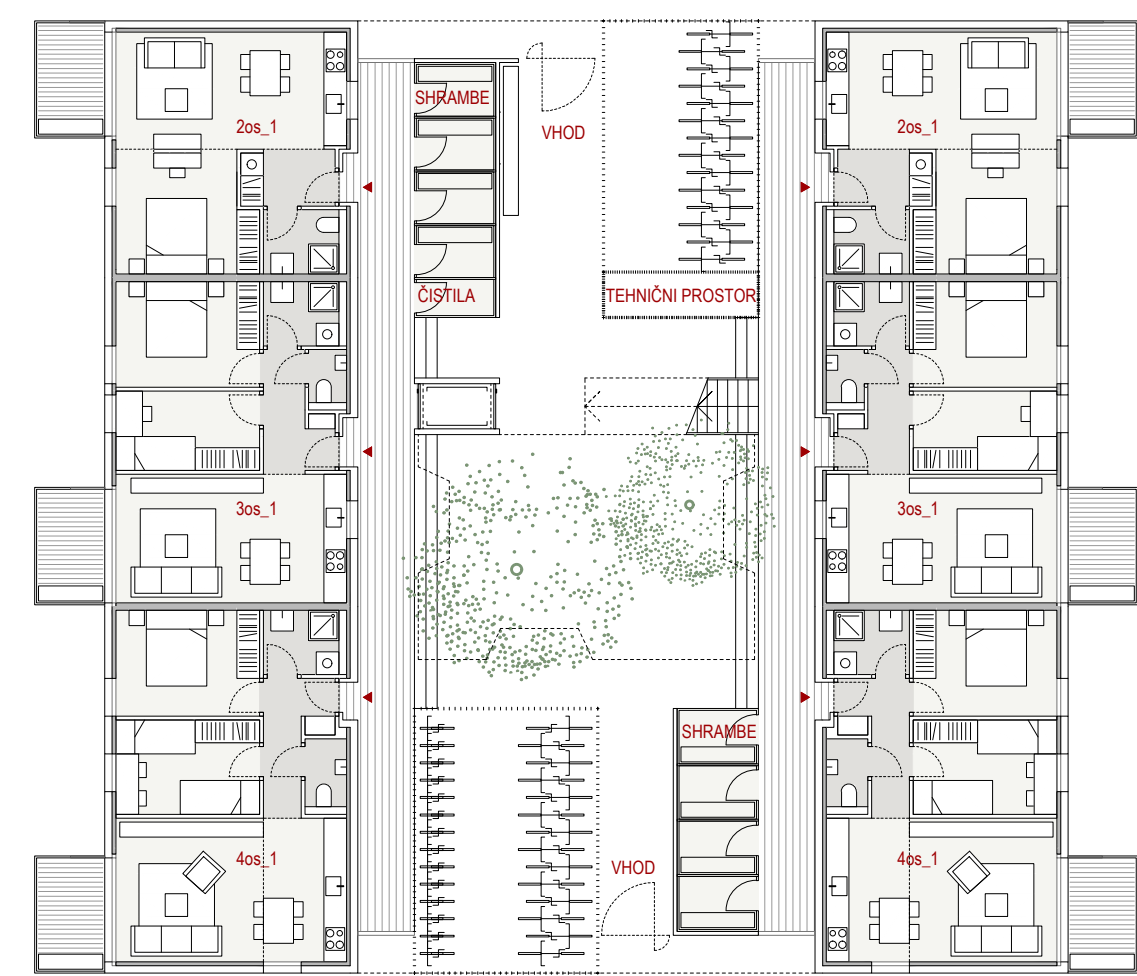 SHRAMBE
VHOD
2os_1
2os_1
ČISTILA
TEHNIČNI PROSTOR
3os_1
3os_1
SHRAMBE
4os_1
VHOD
4os_1